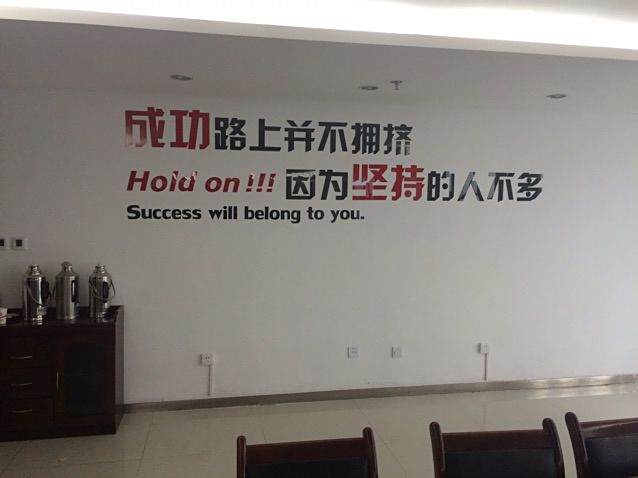 成功路上并不拥挤
Hold on!!! 因为坚持的人不多
Success will belong to you.